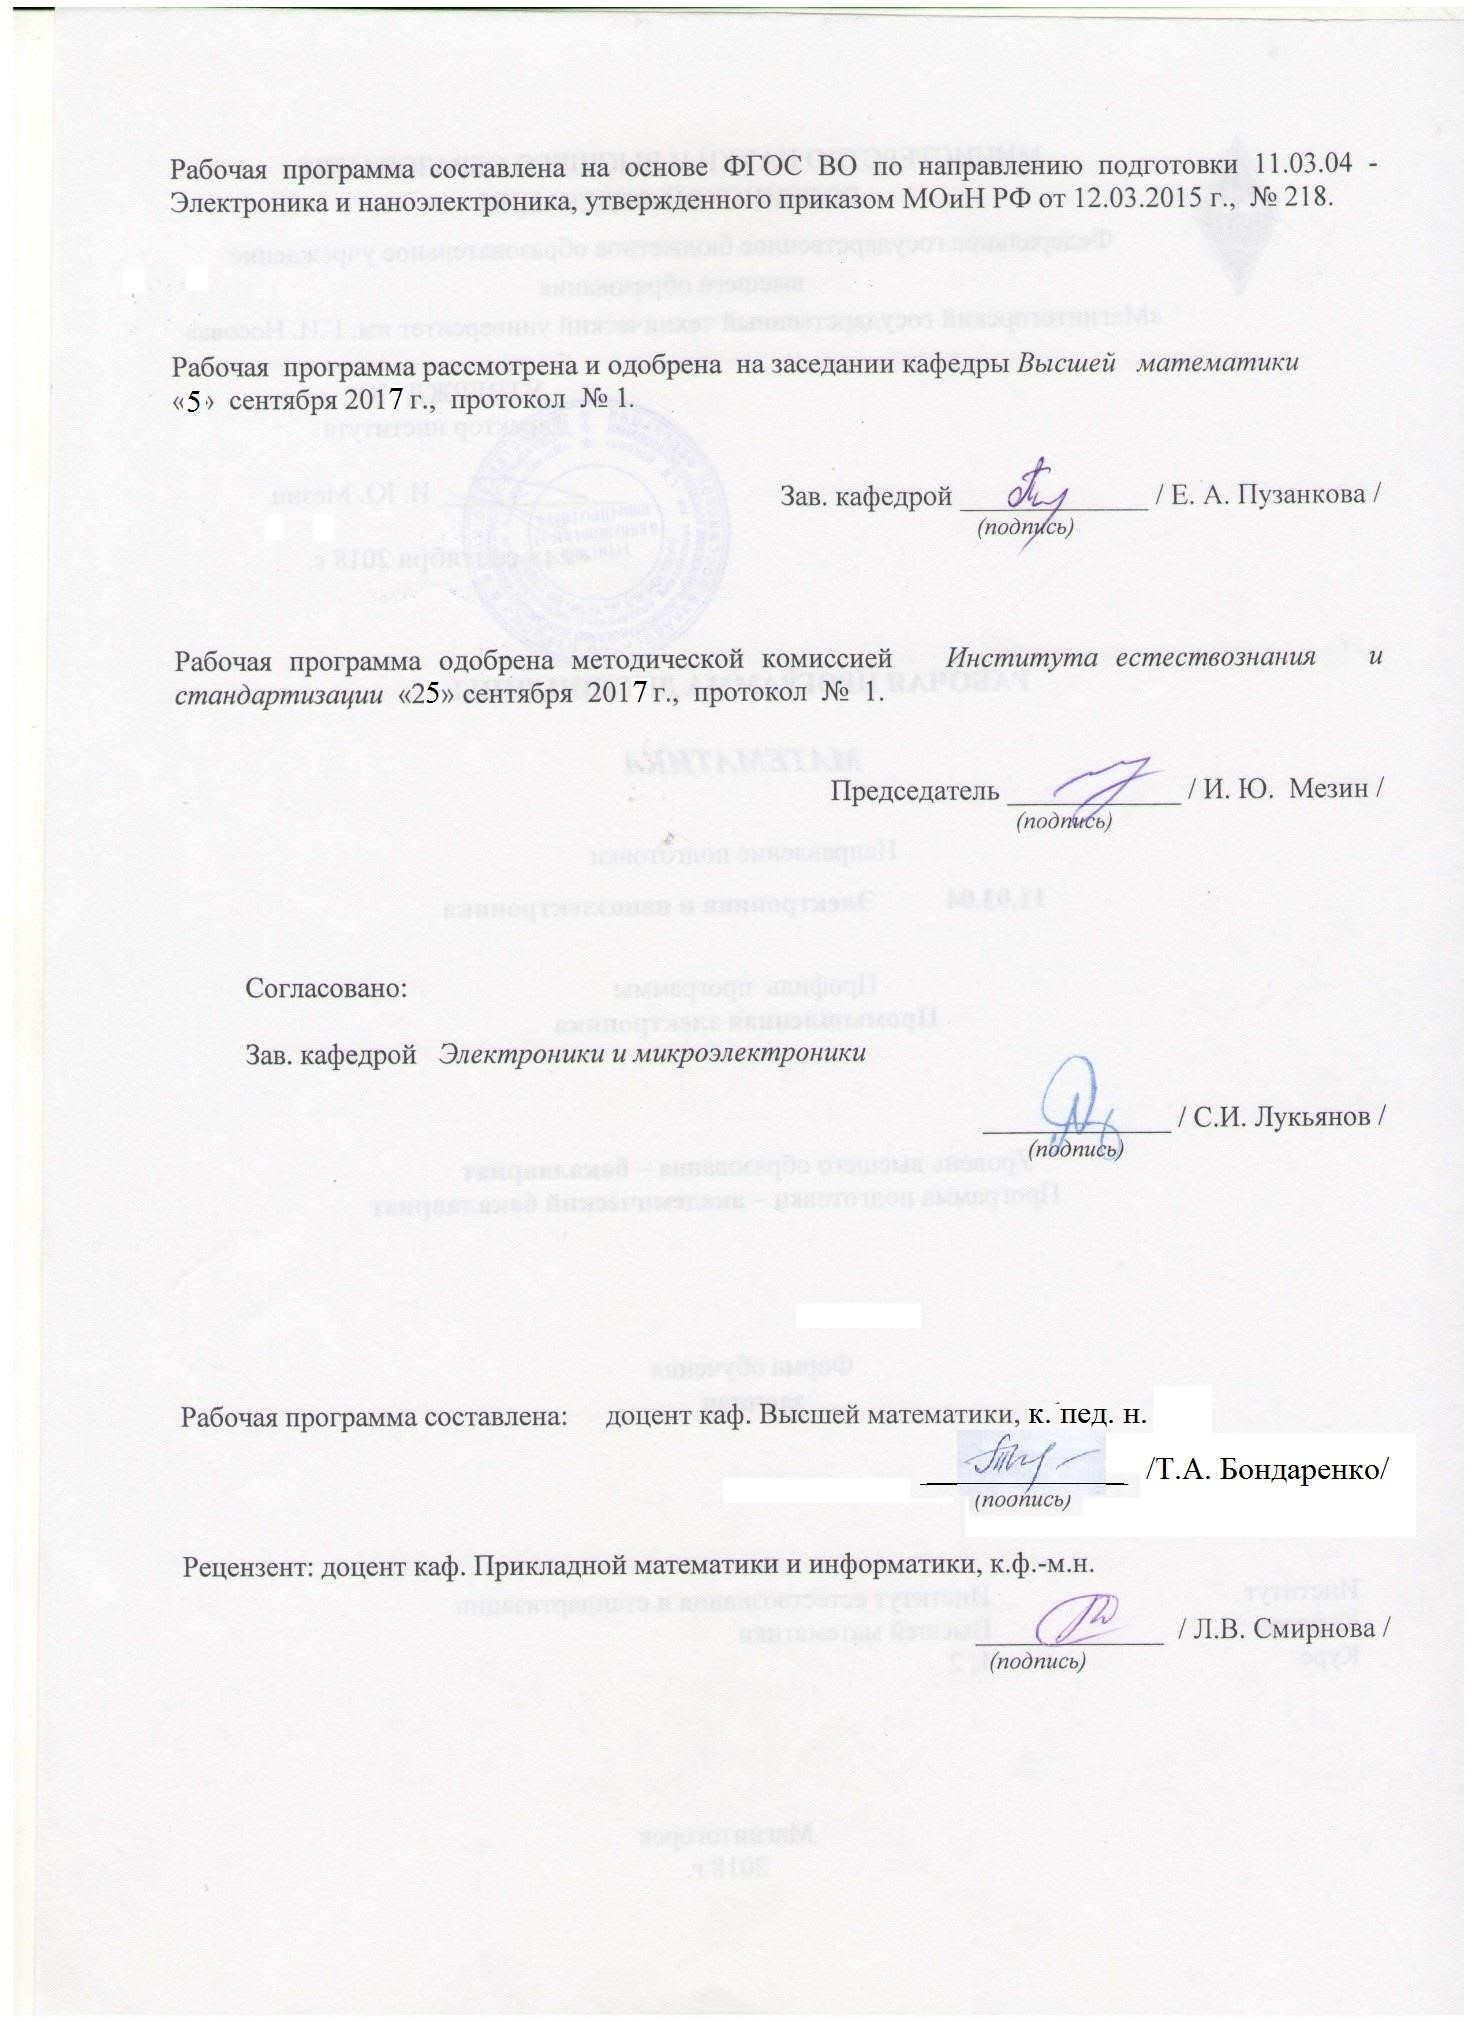 Рабочая программа составлена на основе ФГОС ВО по направлению подготовки 11.03.04 -
Электроника и наноэлектроника, утвержденного приказом МОиН РФ от 12.03.2015 г., № 218.
Рабочая программа рассмотрена и одобрена на заседании кафедры Высшей математики
«5» сентября 2017 г., протокол № 1.
Зав. кафедрой / Е. А. Пузанкова /
(подпись)
Рабочая программа одобрена методической комиссией Института естествознания и
стандартизации «25» сентября 2017 г., протокол № 1.
Председатель / И. Ю. Мезин /
(подпись)
Согласовано:
Зав. кафедрой Электроники и микроэлектроники
/ С.И. Лукьянов /
(подпись)
Рабочая программа составлена: доцент каф. Высшей математики, к. пед. н.
/Т.А. Бондаренко/
(подпись)
Рецензент: доцент каф. Прикладной математики и информатики, к.ф.-м.н.
/ Л.В. Смирнова /
(подпись)